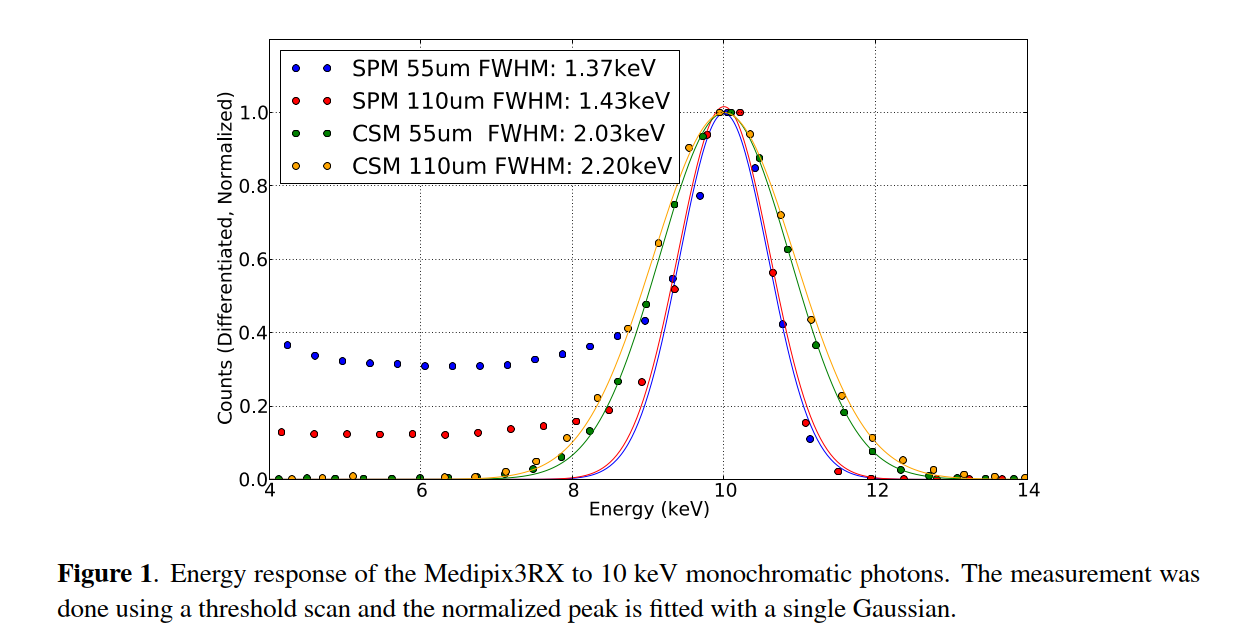 SPM 55um FWHM: 1.37keV
SPM 110um FWHM: 1.43keV
CSM 55um  FWHM: 2.03keV
CSM 110um FWHM: 2.20keV
Counts (Differentiated, Normalized)
1.0
0.8
0.6
0.4
0.2
0.0
4 6 8 10 12 14
Energy (keV)
Figure 1. Energy response of the Medipix3RX to 10 keV monochromatic photons. The measurement was
done using a threshold scan and the normalized peak is fitted with a single Gaussian.